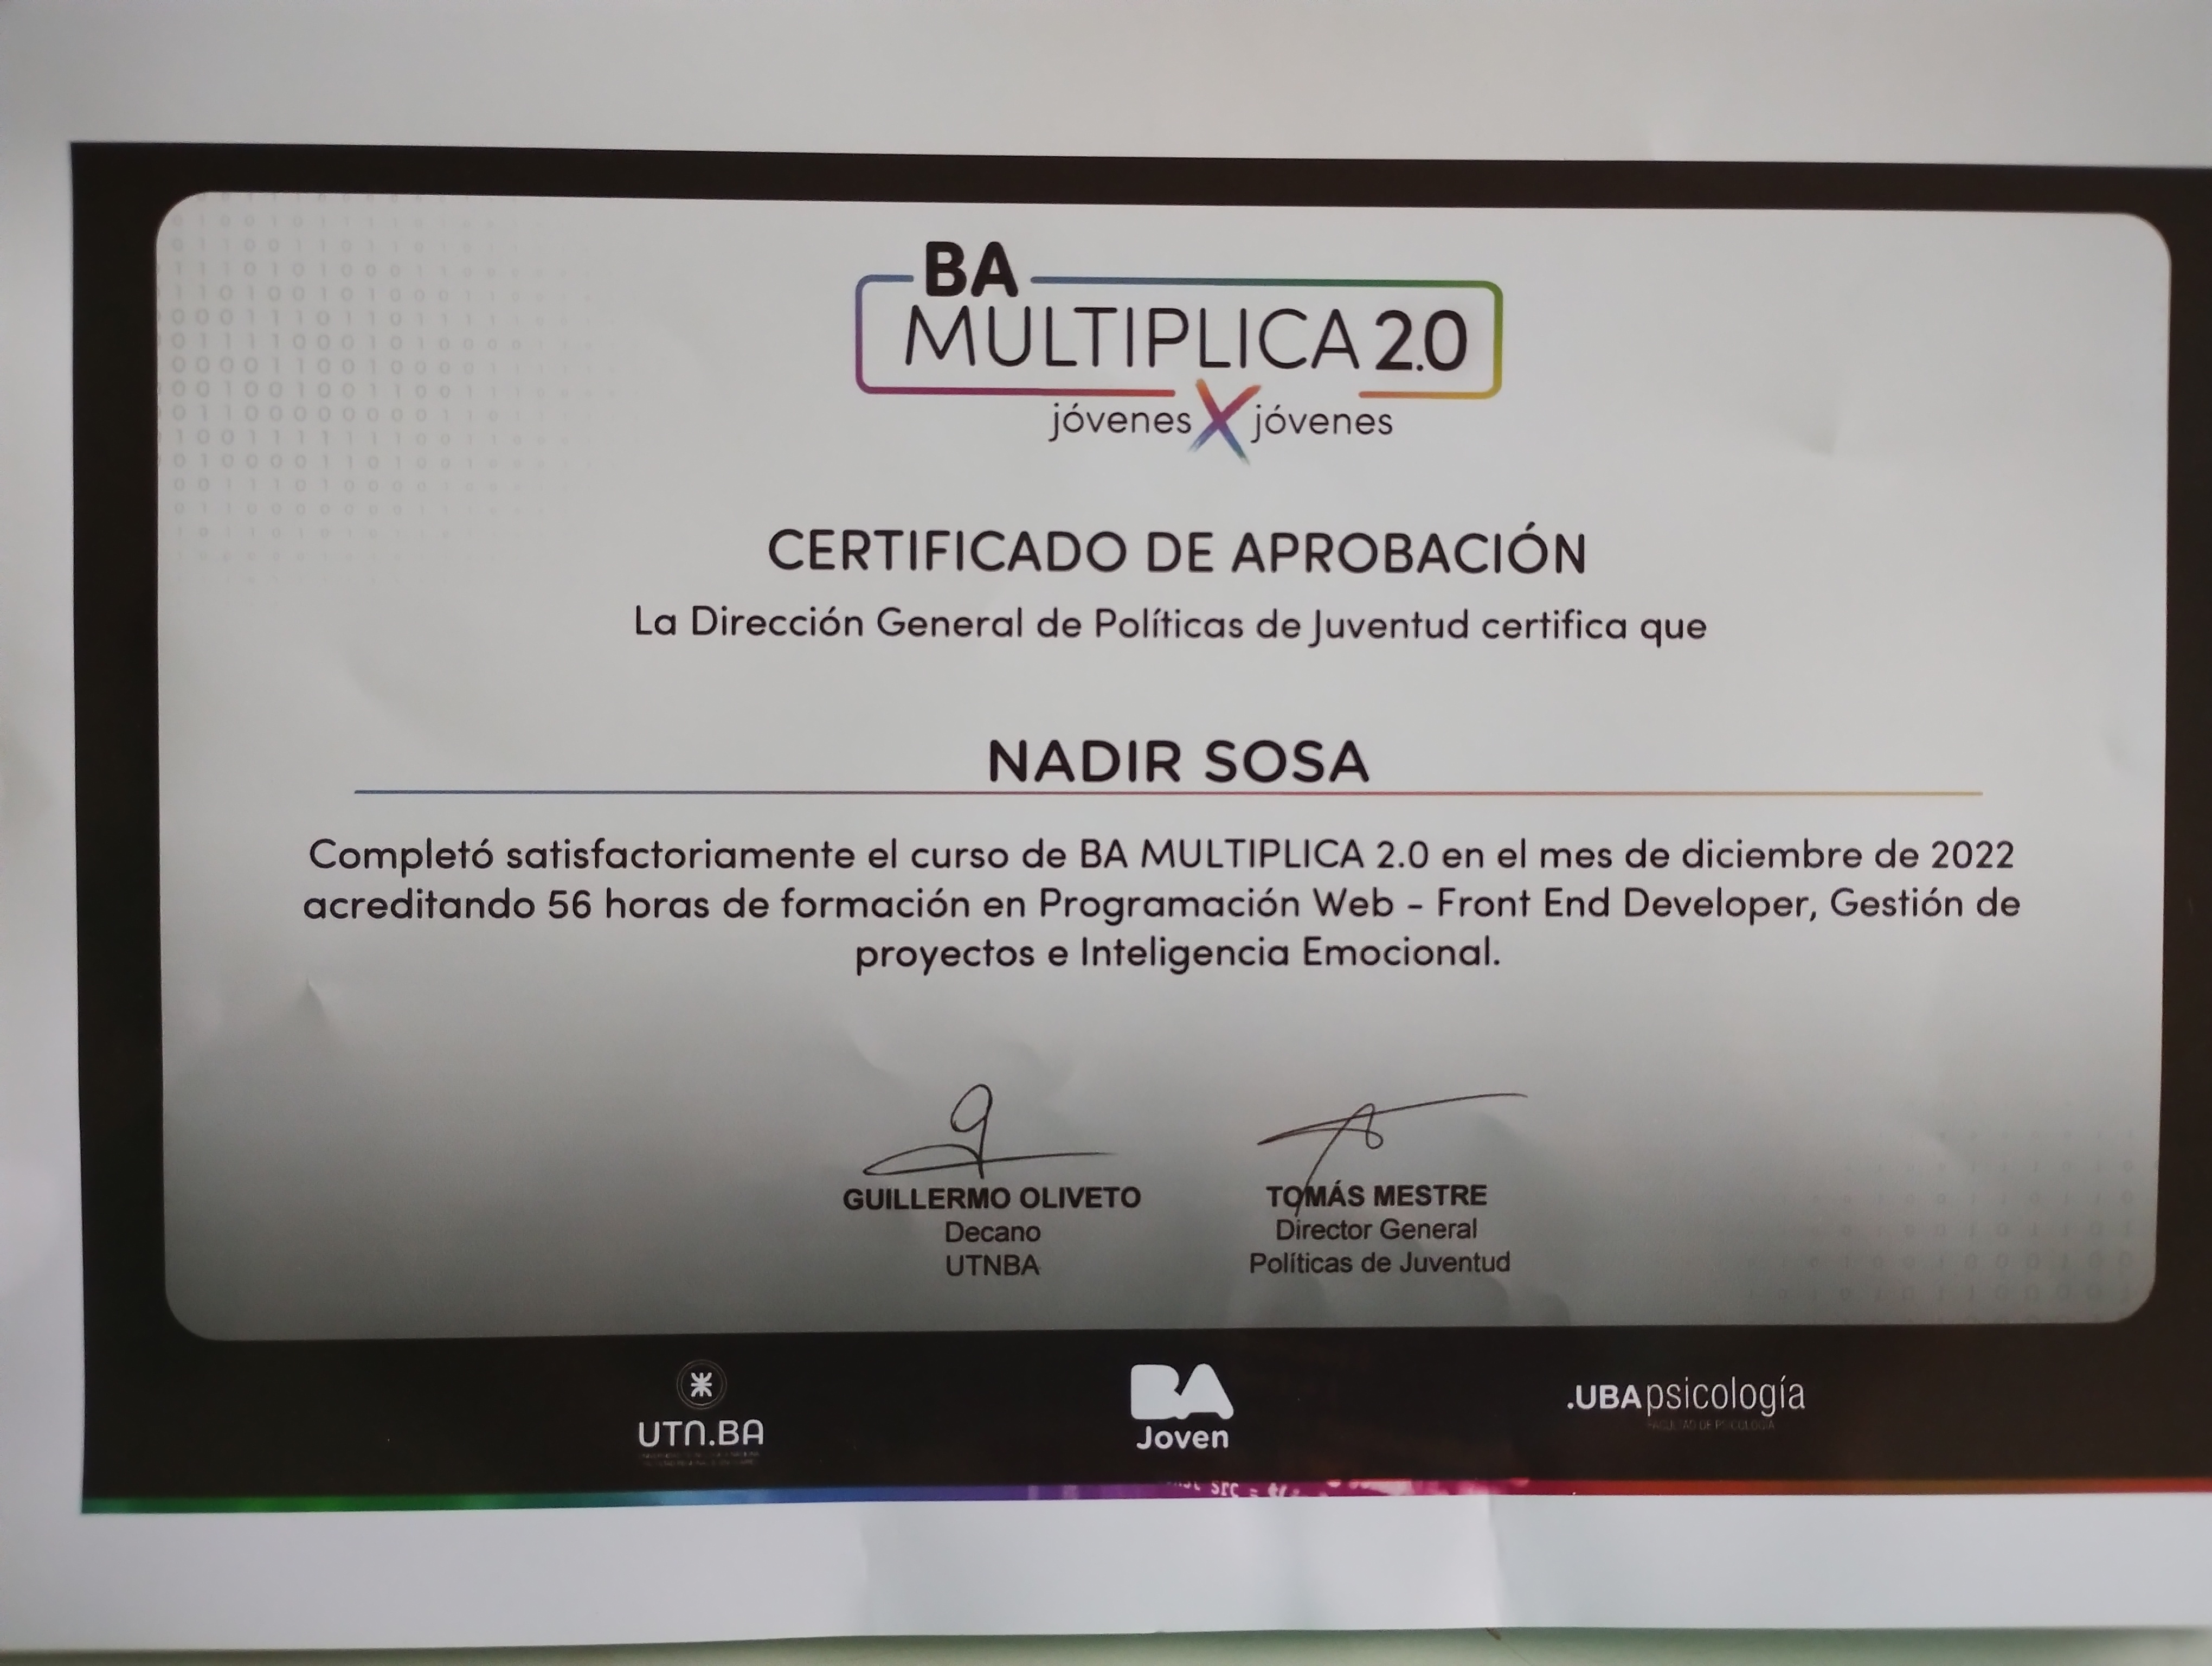 BA
MULTIPLICA 2.0
jóvenes X jóvenes
CERTIFICADO DE APROBACIÓN
La Dirección General de Políticas de Juventud certifica que
NADIR SOSA
Completó satisfactoriamente el curso de BA MULTIPLICA 2.0 en el mes de diciembre de 2022
acreditando 56 horas de formación en Programación Web - Front End Developer, Gestión de
proyectos e Inteligencia Emocional.
GUILLERMO OLIVETO
Decano
UTNBA
TOMÁS MESTRE
Director General
Políticas de Juventud
UTN.BA
BA
Joven
.UBApsicología
FACULTAD DE PSICOLOGÍA
src =